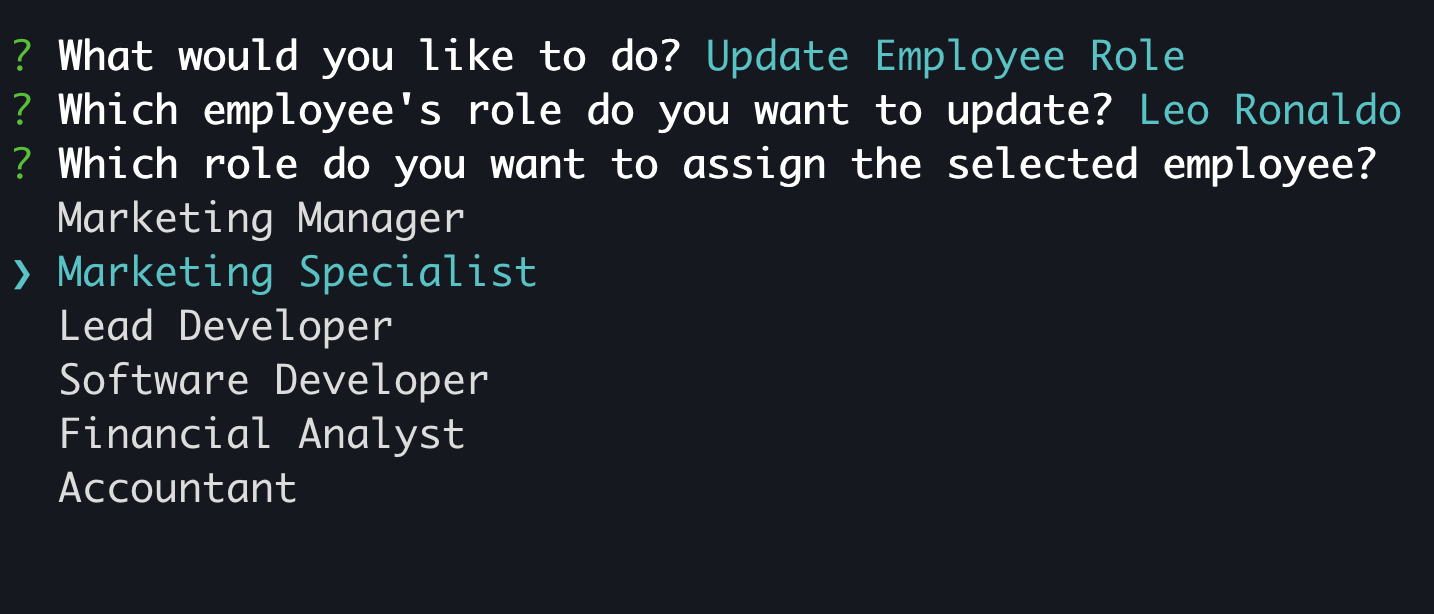 ? What would you like to do? Update Employee Role
? Which employee's role do you want to update? Leo Ronaldo
? Which role do you want to assign the selected employee?
Marketing Manager
❯ Marketing Specialist
Lead Developer
Software Developer
Financial Analyst
Accountant